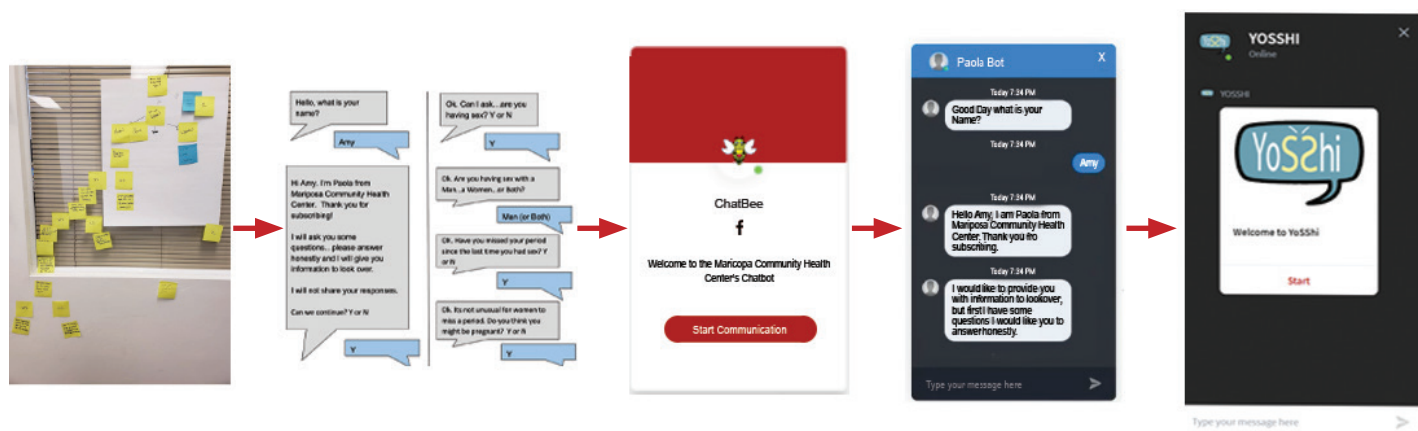 Hello, what is your
name?
Amy
Hi Amy, I'm Paola from
Mariposa Community Health
Center. Thank you for
subscribing!
I will ask you some
questions... please answer
honestly and I will give you
information to look over.
I will not share your responses.
Can we continue? Y or N
Y
Ok. Can I ask...are you
having sex? Y or N
Y
Ok. Are you having sex with a
Man...a Women...or Both?
Man (or Both)
Ok. Have you missed your period
since the last time you had sex? Y
or N
Y
Ok. Its not unusual for women to
miss a period. Do you think you
might be pregnant? Y or N
Y
ChatBee
f
Welcome to the Maricopa Community Health
Center's Chatbot
Start Communication
Paola Bot
X
Today 7:34 PM
Good Day what is your
Name?
Today 7:34 PM
Amy
Today 7:34 PM
Hello Amy, I am Paola from
Mariposa Community Health
Center, Thank you fro
subscribing.
Today 7:34 PM
I would like to provide you
with information to lookover,
but first I have some
questions I would like you to
answerhonestly.
Type your message here
YOSSHI
Online
YOSSHI
YoSShi
Welcome to YoSShi
Start
Type your message here